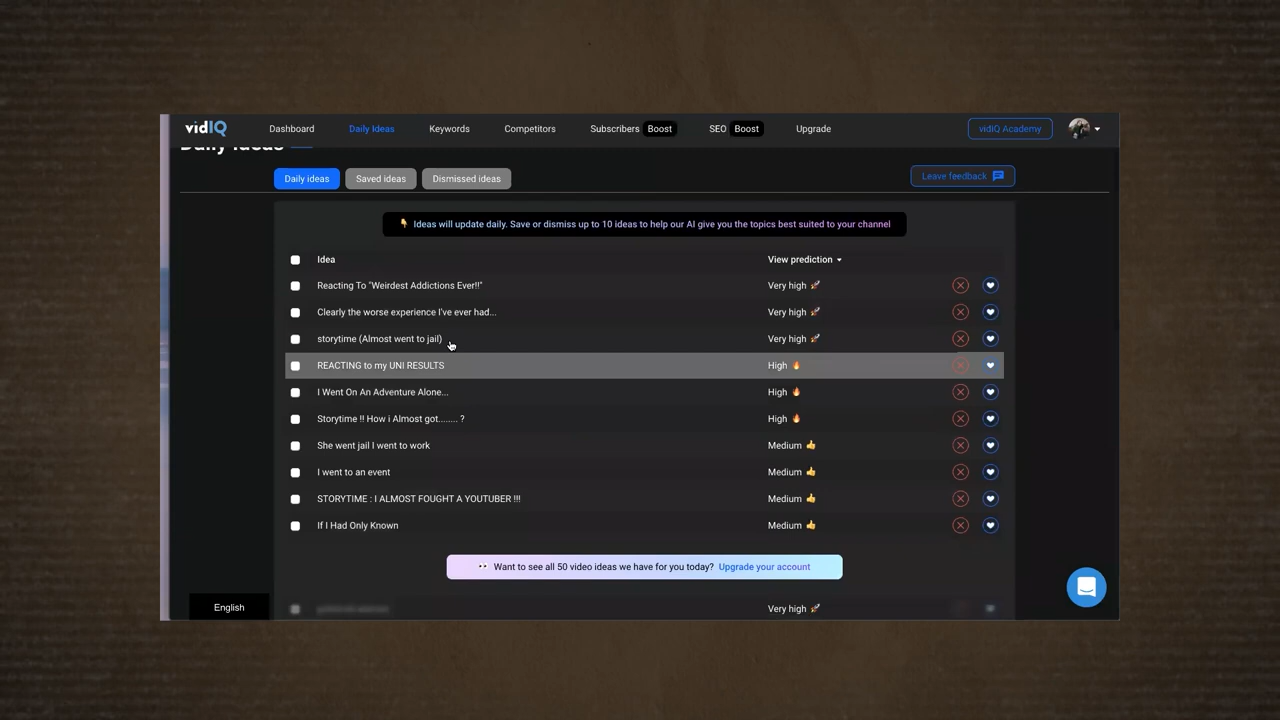 vidIQ Dashboard Daily Ideas Keywords Competitors Subscribers Boost SEO Boost Upgrade vidIQ Academy
Daily Ideas
Daily ideas Saved ideas Dismissed ideas Leave feedback
👇 Ideas will update daily. Save or dismiss up to 10 ideas to help our AI give you the topics best suited to your channel
Idea View prediction
Reacting To "Weirdest Addictions Ever!!" Very high 🚀
Clearly the worse experience I've ever had... Very high 🚀
storytime (Almost went to jail) Very high 🚀
REACTING to my UNI RESULTS High 🔥
I Went On An Adventure Alone... High 🔥
Storytime !! How i Almost got........ ? High 🔥
She went jail I went to work Medium 👍
I went to an event Medium 👍
STORYTIME : I ALMOST FOUGHT A YOUTUBER !!! Medium 👍
If I Had Only Known Medium 👍
👀 Want to see all 50 video ideas we have for you today? Upgrade your account
English
Very high 🚀